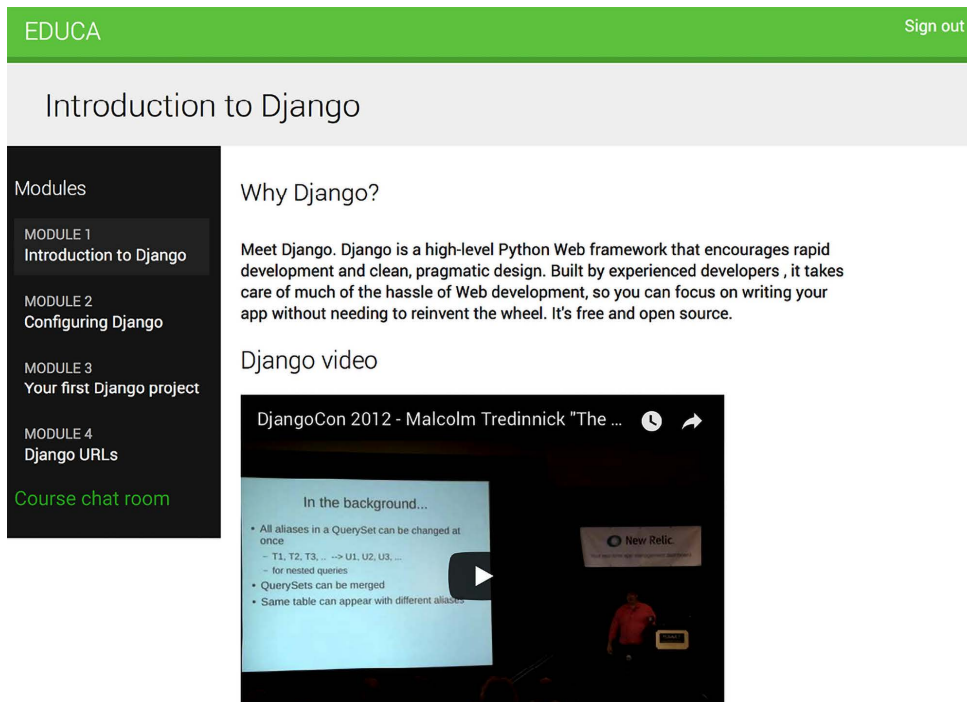 EDUCA
Sign out
Introduction to Django
Modules
MODULE 1
Introduction to Django
MODULE 2
Configuring Django
MODULE 3
Your first Django project
MODULE 4
Django URLs
Course chat room
Why Django?
Meet Django. Django is a high-level Python Web framework that encourages rapid
development and clean, pragmatic design. Built by experienced developers , it takes
care of much of the hassle of Web development, so you can focus on writing your
app without needing to reinvent the wheel. It's free and open source.
Django video
DjangoCon 2012 - Malcolm Tredinnick "The ...
In the background...
• All aliases in a QuerySet can be changed at
once
– T1, T2, T3, .. --> U1, U2, U3, ...
– for nested queries
• QuerySets can be merged
• Same table can appear with different aliases
New Relic